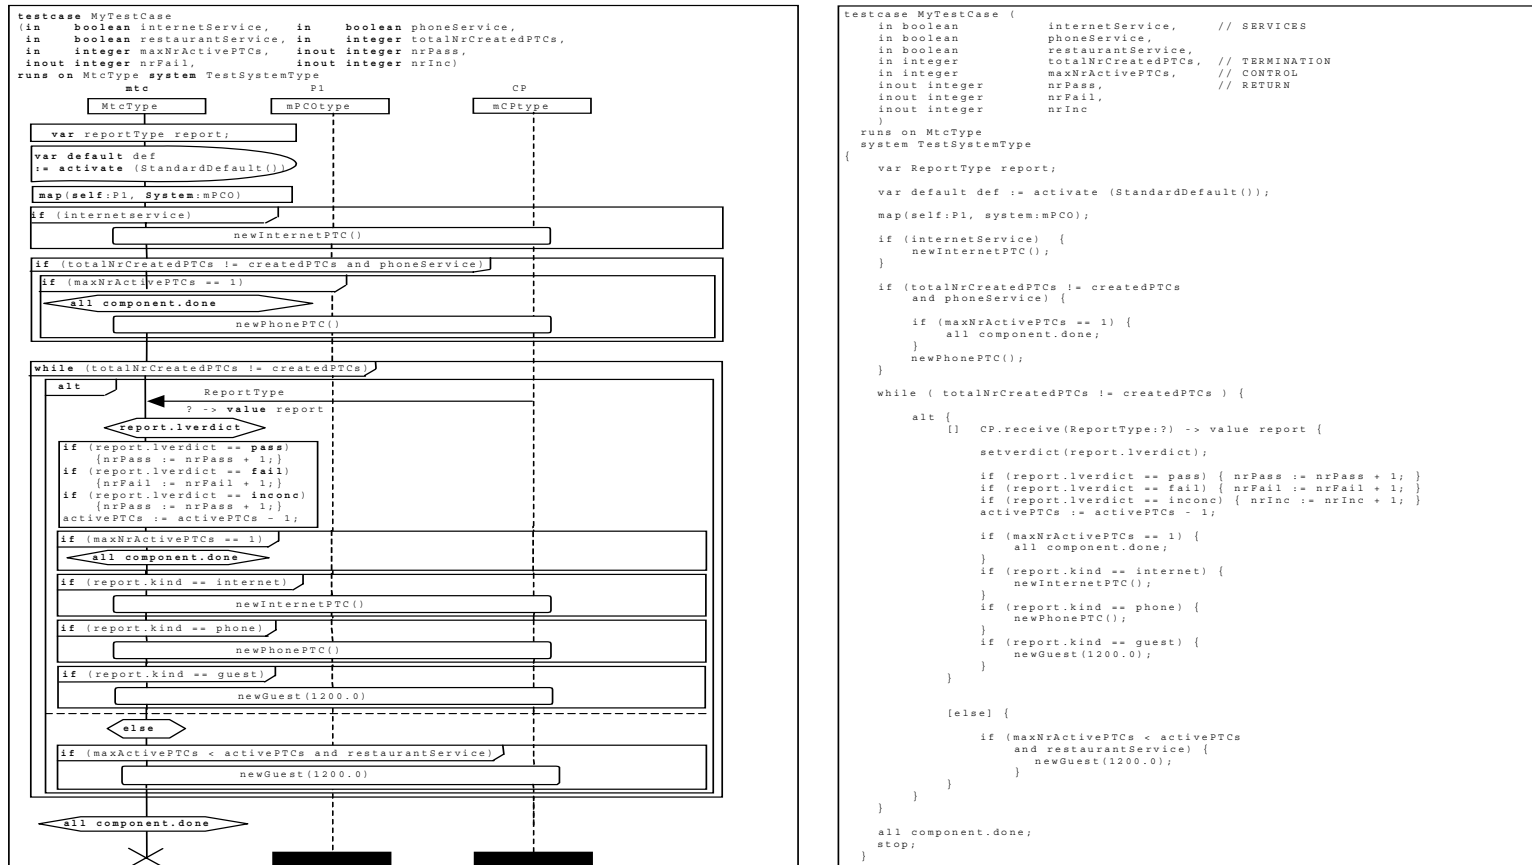 testcase MyTestCase
(in boolean internetService, in boolean phoneService,
in boolean restaurantService, in integer totalNrCreatedPTCs,
in integer maxNrActivePTCs, inout integer nrPass,
inout integer nrFail, inout integer nrInc)
runs on MtcType system TestSystemType
mtc P1 CP
MtcType mPCOtype mCPtype
var reportType report;
var default def
:= activate (StandardDefault())
map(self:P1, System:mPCO)
if (internetservice)
newInternetPTC()
if (totalNrCreatedPTCs != createdPTCs and phoneService)
if (maxNrActivePTCs == 1)
all component.done
newPhonePTC()
while (totalNrCreatedPTCs != createdPTCs)
alt
ReportType
? -> value report
report.lverdict
if (report.lverdict == pass)
{nrPass := nrPass + 1;}
if (report.lverdict == fail)
{nrFail := nrFail + 1;}
if (report.lverdict == inconc)
{nrPass := nrPass + 1;}
activePTCs := activePTCs - 1;
if (maxNrActivePTCs == 1)
all component.done
if (report.kind == internet)
newInternetPTC()
if (report.kind == phone)
newPhonePTC()
if (report.kind == guest)
newGuest(1200.0)
else
if (maxActivePTCs < activePTCs and restaurantService)
newGuest(1200.0)
all component.done
testcase MyTestCase (
in boolean internetService, // SERVICES
in boolean phoneService,
in boolean restaurantService,
in integer totalNrCreatedPTCs, // TERMINATION
in integer maxNrActivePTCs, // CONTROL
inout integer nrPass, // RETURN
inout integer nrFail,
inout integer nrInc
)
runs on MtcType
system TestSystemType
{
var ReportType report;
var default def := activate (StandardDefault());
map(self:P1, system:mPCO);
if (internetService) {
newInternetPTC();
}
if (totalNrCreatedPTCs != createdPTCs
and phoneService) {
if (maxNrActivePTCs == 1) {
all component.done;
}
newPhonePTC();
}
while ( totalNrCreatedPTCs != createdPTCs ) {
alt {
[] CP.receive(ReportType:?) -> value report {
setverdict(report.lverdict);
if (report.lverdict == pass) { nrPass := nrPass + 1; }
if (report.lverdict == fail) { nrFail := nrFail + 1; }
if (report.lverdict == inconc) { nrInc := nrInc + 1; }
activePTCs := activePTCs - 1;
if (maxNrActivePTCs == 1) {
all component.done;
}
if (report.kind == internet) {
newInternetPTC();
}
if (report.kind == phone) {
newPhonePTC();
}
if (report.kind == guest) {
newGuest(1200.0);
}
}
[else] {
if (maxNrActivePTCs < activePTCs
and restaurantService) {
newGuest(1200.0);
}
}
}
}
all component.done;
stop;
}